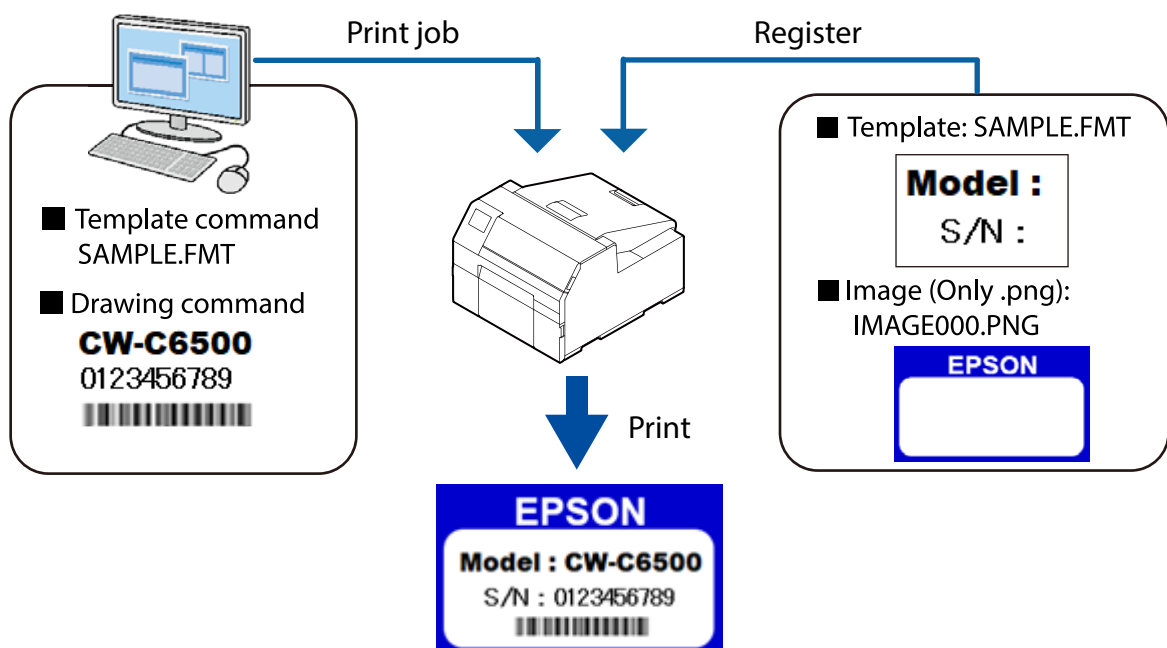 Print job
Register
■ Template command
SAMPLE.FMT
■ Drawing command
CW-C6500
0123456789
■ Template: SAMPLE.FMT
Model :
S/N :
■ Image (Only .png):
IMAGE000.PNG
EPSON
Print
EPSON
Model : CW-C6500
S/N : 0123456789